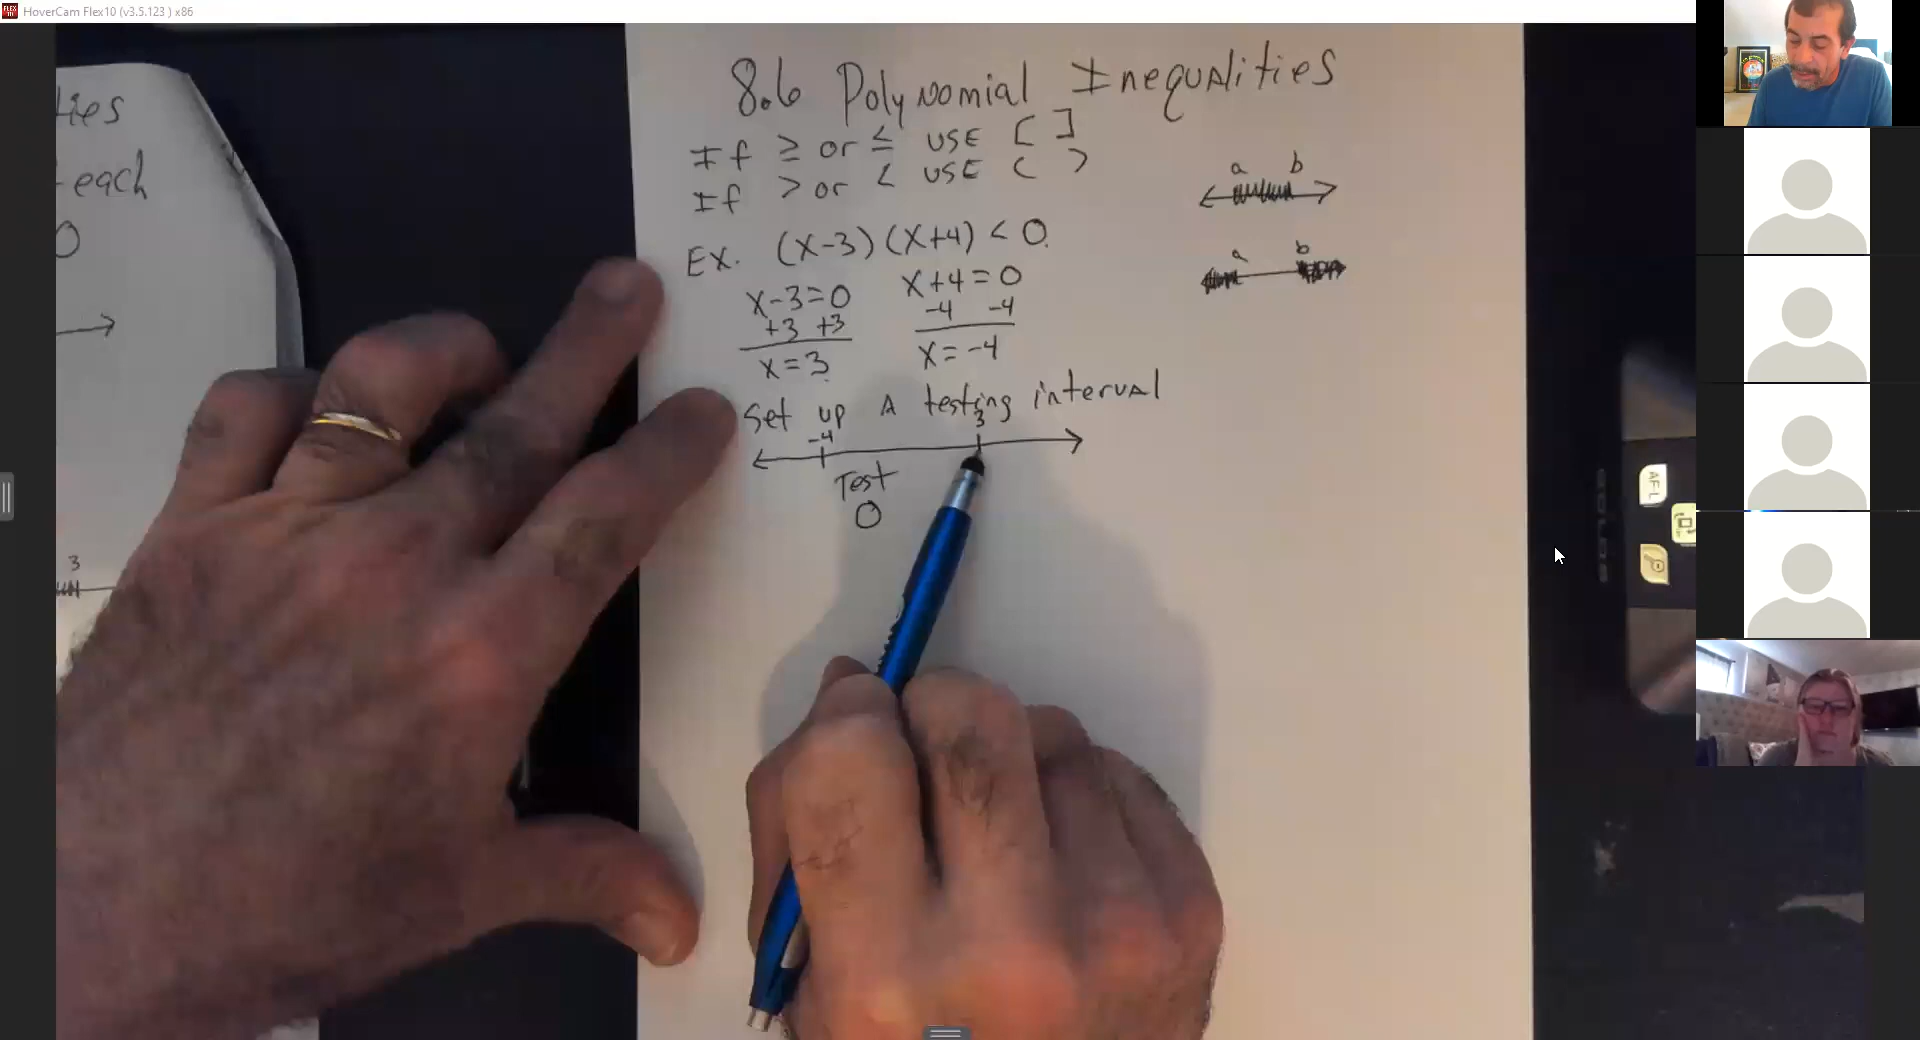 HoverCam Flex10 (v3.5.123 ) x86
8.6 Polynomial Inequalities
If ≥ or ≤ use [ ]
If > or < use ( )
a b
Ex. (x-3)(x+4) < 0
a b
x-3=0 x+4=0
+3 +3 -4 -4
x=3 x=-4
Set up A testing interval
-4 3
Test
0
ties
each
0
3
AF-L